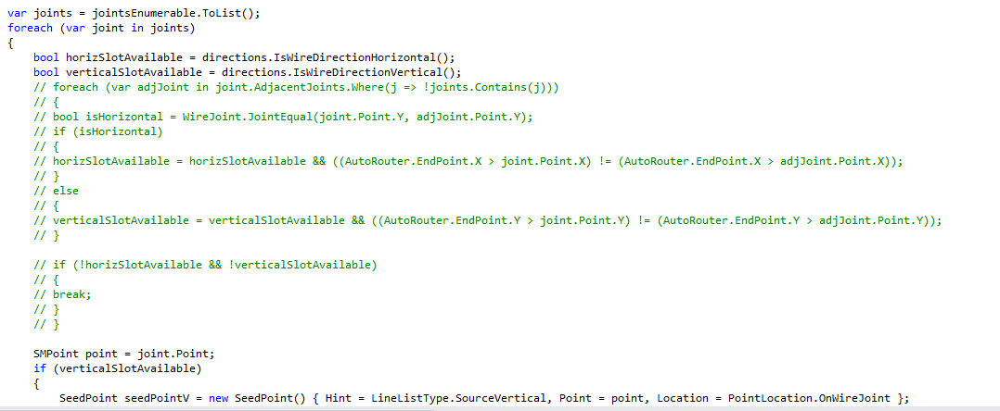 var joints = jointsEnumerable.ToList();
foreach (var joint in joints)
{
bool horizSlotAvailable = directions.IsWireDirectionHorizontal();
bool verticalSlotAvailable = directions.IsWireDirectionVertical();
// foreach (var adjJoint in joint.AdjacentJoints.Where(j => !joints.Contains(j)))
// {
// bool isHorizontal = WireJoint.JointEqual(joint.Point.Y, adjJoint.Point.Y);
// if (isHorizontal)
// {
// horizSlotAvailable = horizSlotAvailable && ((AutoRouter.EndPoint.X > joint.Point.X) != (AutoRouter.EndPoint.X > adjJoint.Point.X));
// }
// else
// {
// verticalSlotAvailable = verticalSlotAvailable && ((AutoRouter.EndPoint.Y > joint.Point.Y) != (AutoRouter.EndPoint.Y > adjJoint.Point.Y));
// }
// if (!horizSlotAvailable && !verticalSlotAvailable)
// {
// break;
// }
// }
SMPoint point = joint.Point;
if (verticalSlotAvailable)
{
SeedPoint seedPointV = new SeedPoint() { Hint = LineListType.SourceVertical, Point = point, Location = PointLocation.OnWireJoint };